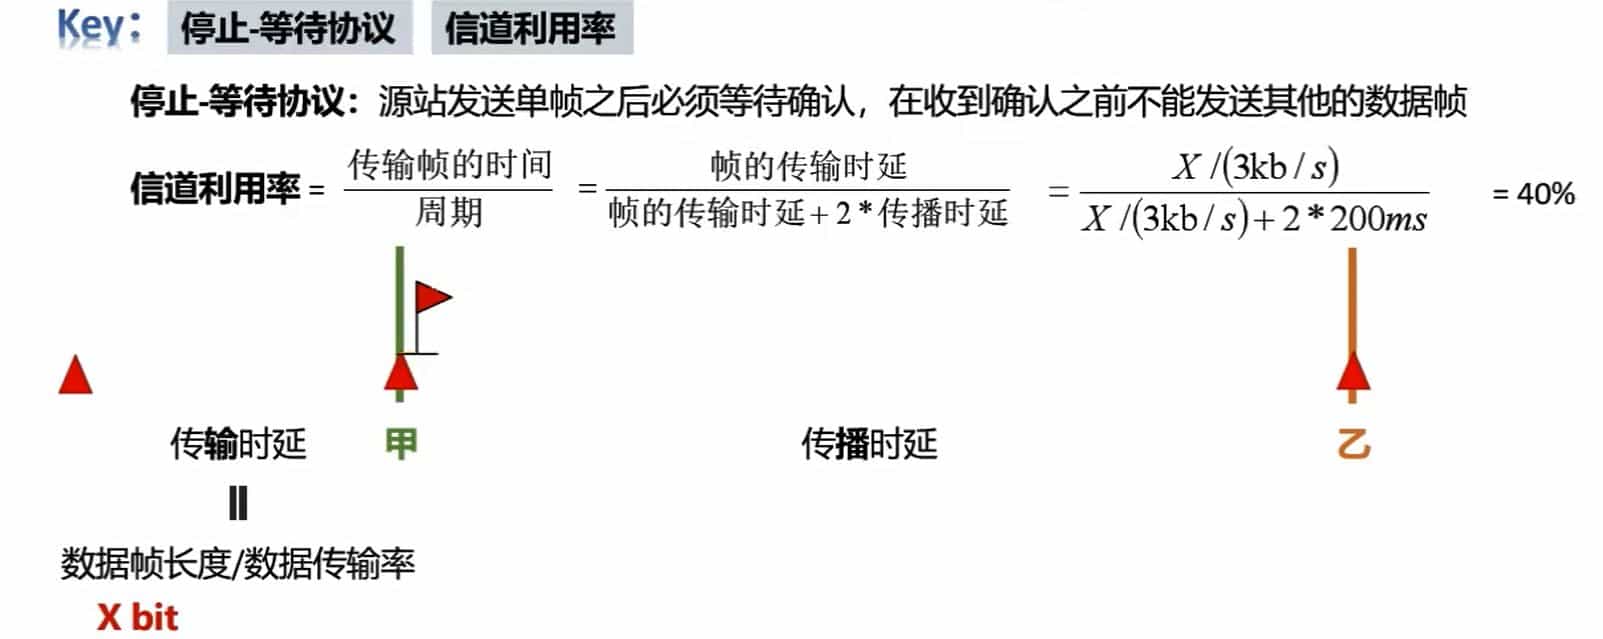 Key： 停止-等待协议 信道利用率
停止-等待协议：源站发送单帧之后必须等待确认，在收到确认之前不能发送其他的数据帧
信道利用率 = 传输帧的时间 / 周期 = 帧的传输时延 / 帧的传输时延+2*传播时延 = X /(3kb/s) / X /(3kb/s)+2*200ms = 40%
传输时延 甲 传播时延 乙
||
数据帧长度/数据传输率
X bit